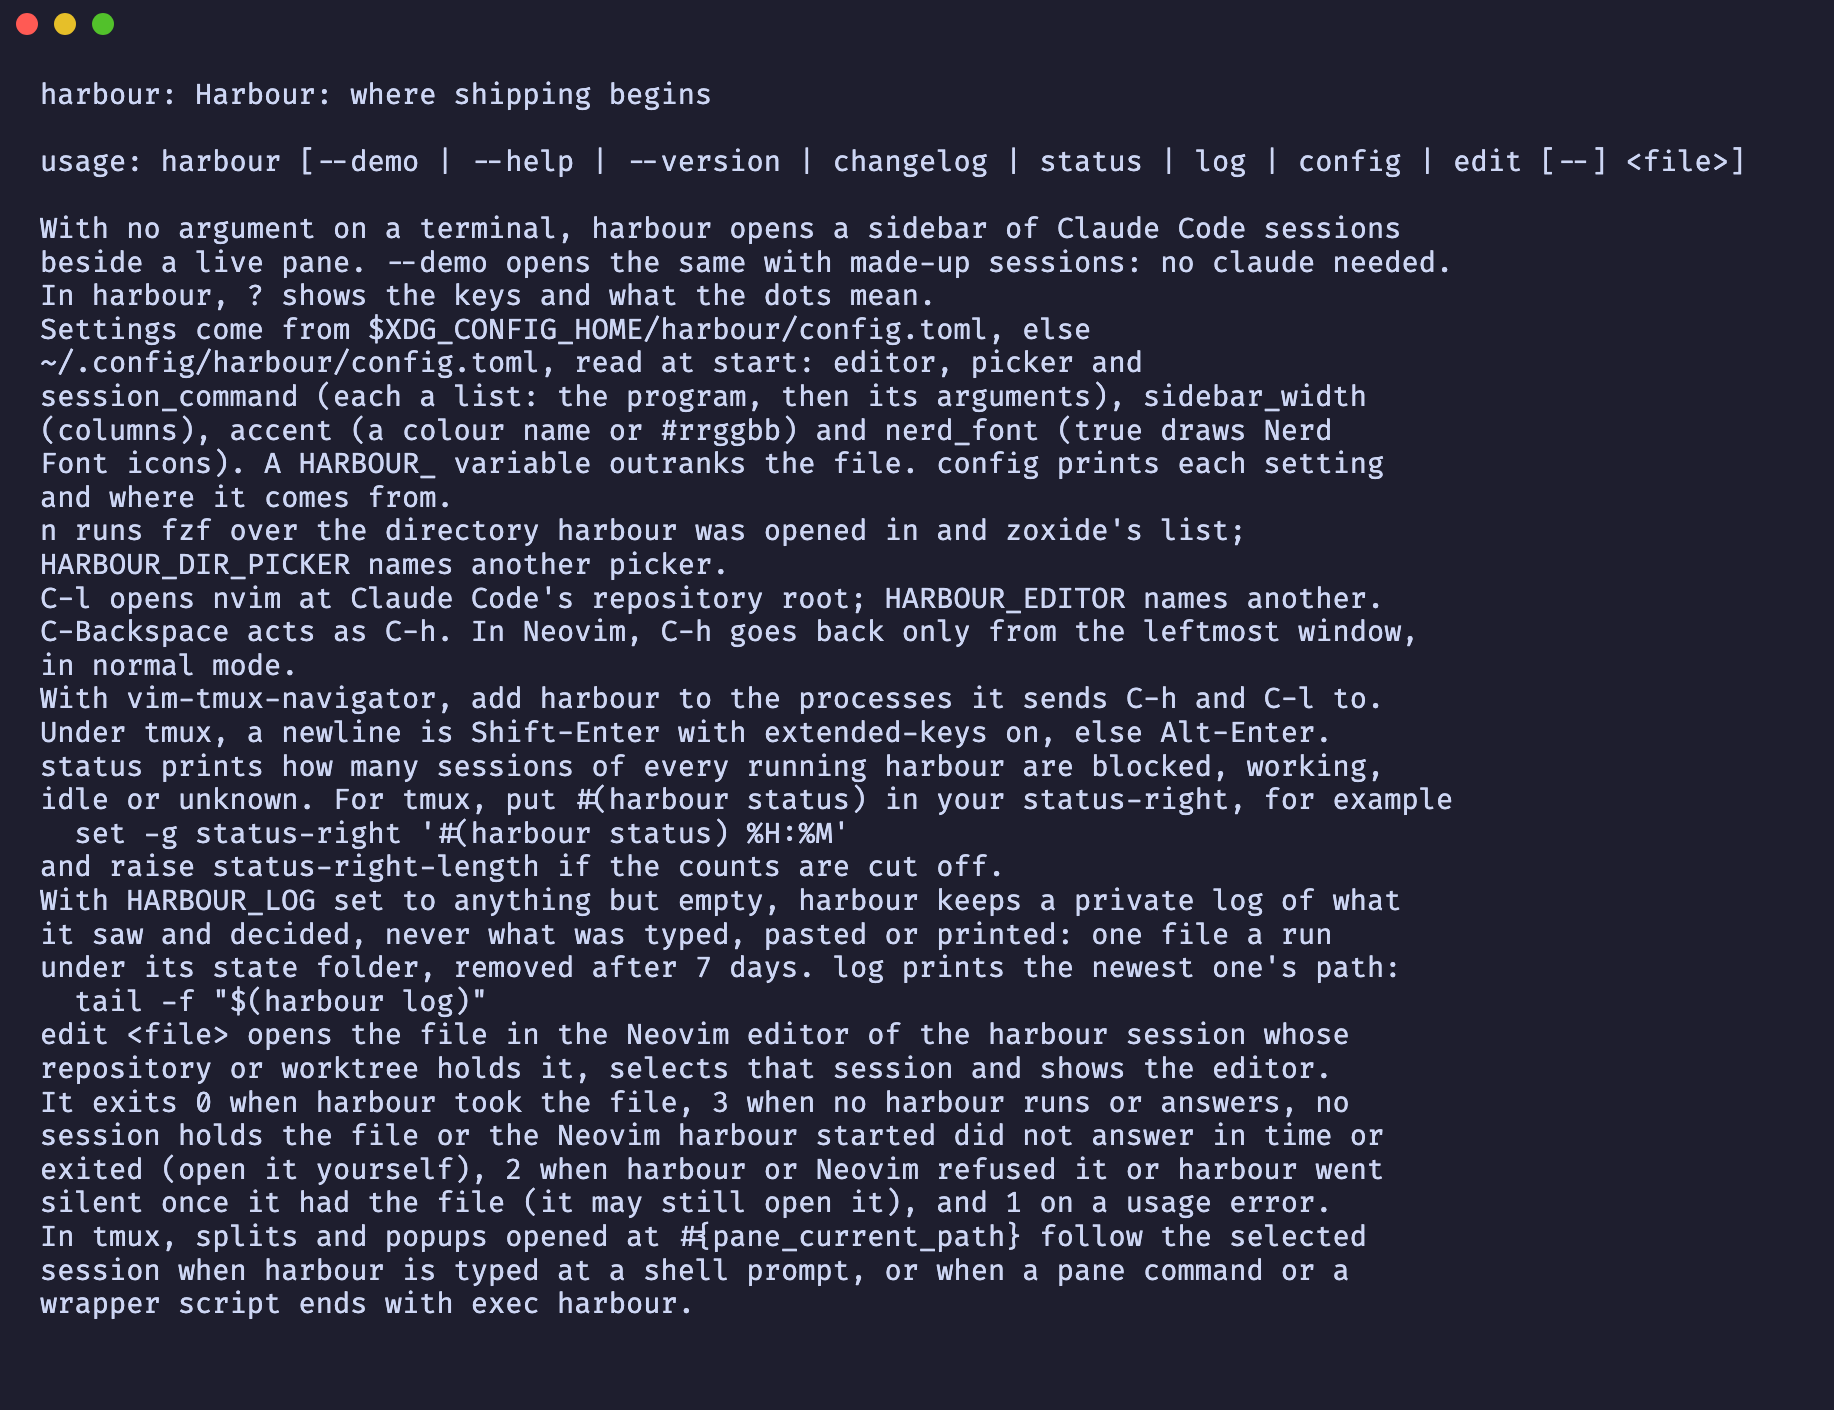 harbour: Harbour: where shipping begins

usage: harbour [--demo | --help | --version | changelog | status | log | config | edit [--] <file>]

With no argument on a terminal, harbour opens a sidebar of Claude Code sessions
beside a live pane. --demo opens the same with made-up sessions: no claude needed.
In harbour, ? shows the keys and what the dots mean.
Settings come from $XDG_CONFIG_HOME/harbour/config.toml, else
~/.config/harbour/config.toml, read at start: editor, picker and
session_command (each a list: the program, then its arguments), sidebar_width
(columns), accent (a colour name or #rrggbb) and nerd_font (true draws Nerd
Font icons). A HARBOUR_ variable outranks the file. config prints each setting
and where it comes from.
n runs fzf over the directory harbour was opened in and zoxide's list;
HARBOUR_DIR_PICKER names another picker.
C-l opens nvim at Claude Code's repository root; HARBOUR_EDITOR names another.
C-Backspace acts as C-h. In Neovim, C-h goes back only from the leftmost window,
in normal mode.
With vim-tmux-navigator, add harbour to the processes it sends C-h and C-l to.
Under tmux, a newline is Shift-Enter with extended-keys on, else Alt-Enter.
status prints how many sessions of every running harbour are blocked, working,
idle or unknown. For tmux, put #(harbour status) in your status-right, for example
  set -g status-right '#(harbour status) %H:%M'
and raise status-right-length if the counts are cut off.
With HARBOUR_LOG set to anything but empty, harbour keeps a private log of what
it saw and decided, never what was typed, pasted or printed: one file a run
under its state folder, removed after 7 days. log prints the newest one's path:
  tail -f "$(harbour log)"
edit <file> opens the file in the Neovim editor of the harbour session whose
repository or worktree holds it, selects that session and shows the editor.
It exits 0 when harbour took the file, 3 when no harbour runs or answers, no
session holds the file or the Neovim harbour started did not answer in time or
exited (open it yourself), 2 when harbour or Neovim refused it or harbour went
silent once it had the file (it may still open it), and 1 on a usage error.
In tmux, splits and popups opened at #{pane_current_path} follow the selected
session when harbour is typed at a shell prompt, or when a pane command or a
wrapper script ends with exec harbour.